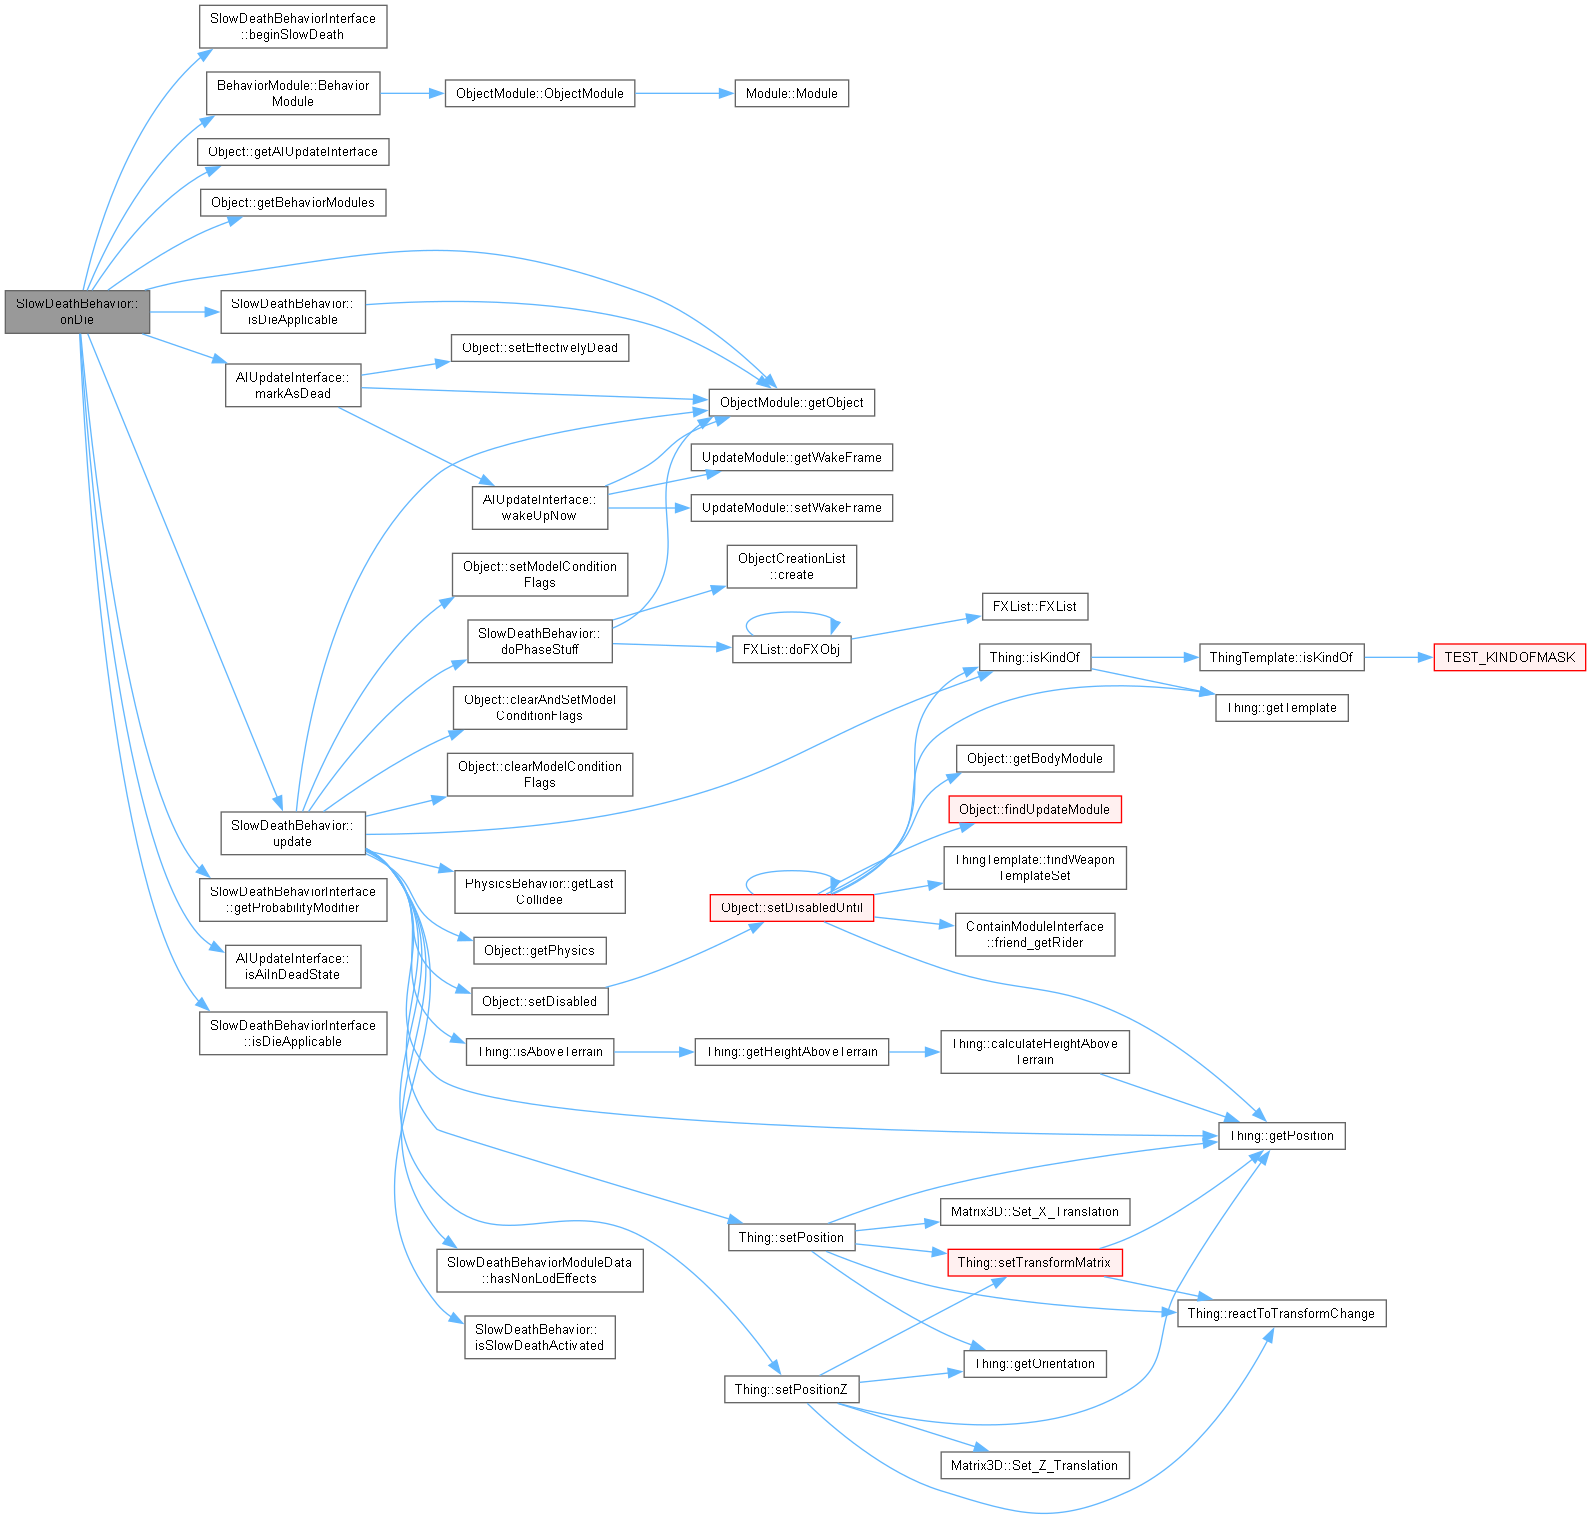 SlowDeathBehaviorInterface
::beginSlowDeath
BehaviorModule::Behavior
Module
ObjectModule::ObjectModule
Module::Module
Object::getAIUpdateInterface
Object::getBehaviorModules
SlowDeathBehavior::
onDie
SlowDeathBehavior::
isDieApplicable
Object::setEffectivelyDead
AIUpdateInterface::
markAsDead
ObjectModule::getObject
UpdateModule::getWakeFrame
AIUpdateInterface::
wakeUpNow
UpdateModule::setWakeFrame
Object::setModelCondition
Flags
ObjectCreationList
::create
FXList::FXList
SlowDeathBehavior::
doPhaseStuff
FXList::doFXObj
Thing::isKindOf
ThingTemplate::isKindOf
TEST_KINDOFMASK
Object::clearAndSetModel
ConditionFlags
Thing::getTemplate
Object::clearModelCondition
Flags
Object::getBodyModule
Object::findUpdateModule
SlowDeathBehavior::
update
ThingTemplate::findWeapon
TemplateSet
PhysicsBehavior::getLast
Collidee
SlowDeathBehaviorInterface
::getProbabilityModifier
Object::setDisabledUntil
ContainModuleInterface
::friend_getRider
Object::getPhysics
AIUpdateInterface::
isAiInDeadState
Object::setDisabled
SlowDeathBehaviorInterface
::isDieApplicable
Thing::isAboveTerrain
Thing::getHeightAboveTerrain
Thing::calculateHeightAbove
Terrain
Thing::getPosition
Matrix3D::Set_X_Translation
Thing::setPosition
SlowDeathBehaviorModuleData
::hasNonLodEffects
Thing::setTransformMatrix
Thing::reactToTransformChange
SlowDeathBehavior::
isSlowDeathActivated
Thing::getOrientation
Thing::setPositionZ
Matrix3D::Set_Z_Translation